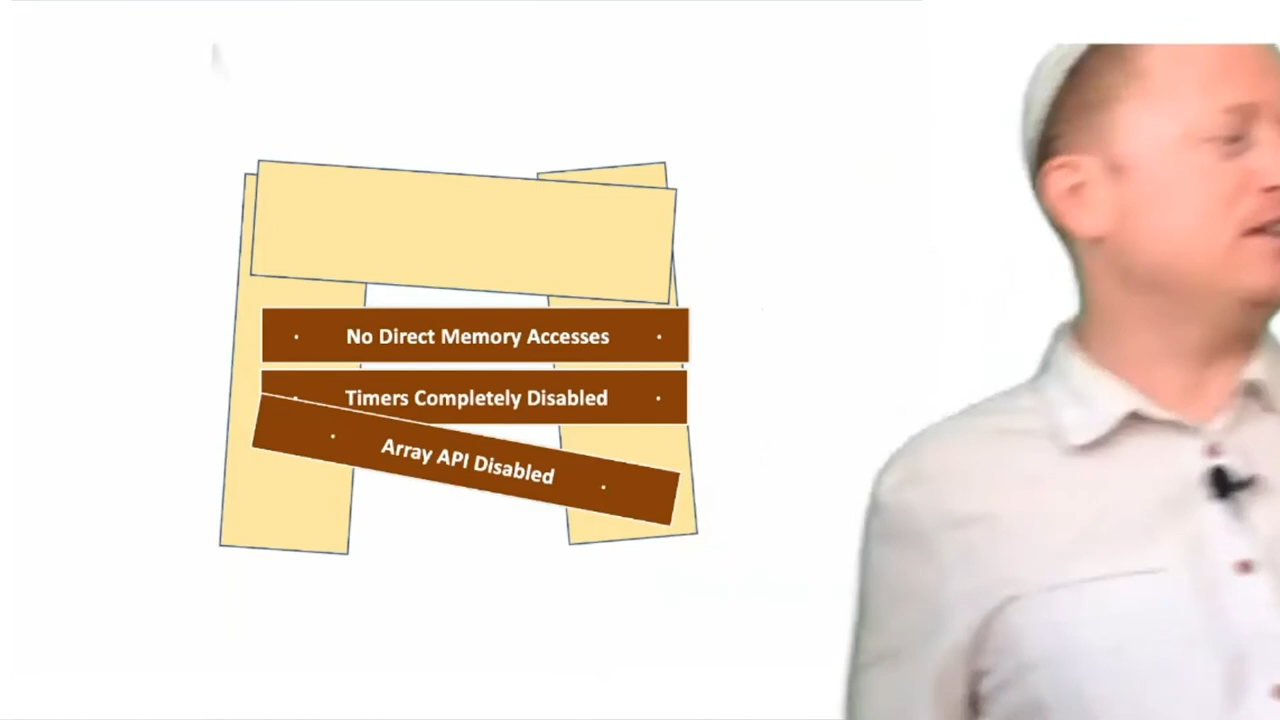 No Direct Memory Accesses
Timers Completely Disabled
Array API Disabled